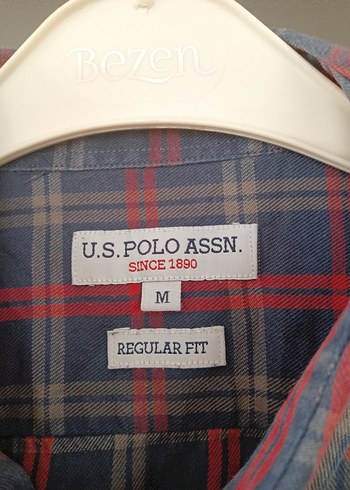 Bezen
U.S. POLO ASSN.
SINCE 1890
M
REGULAR FIT